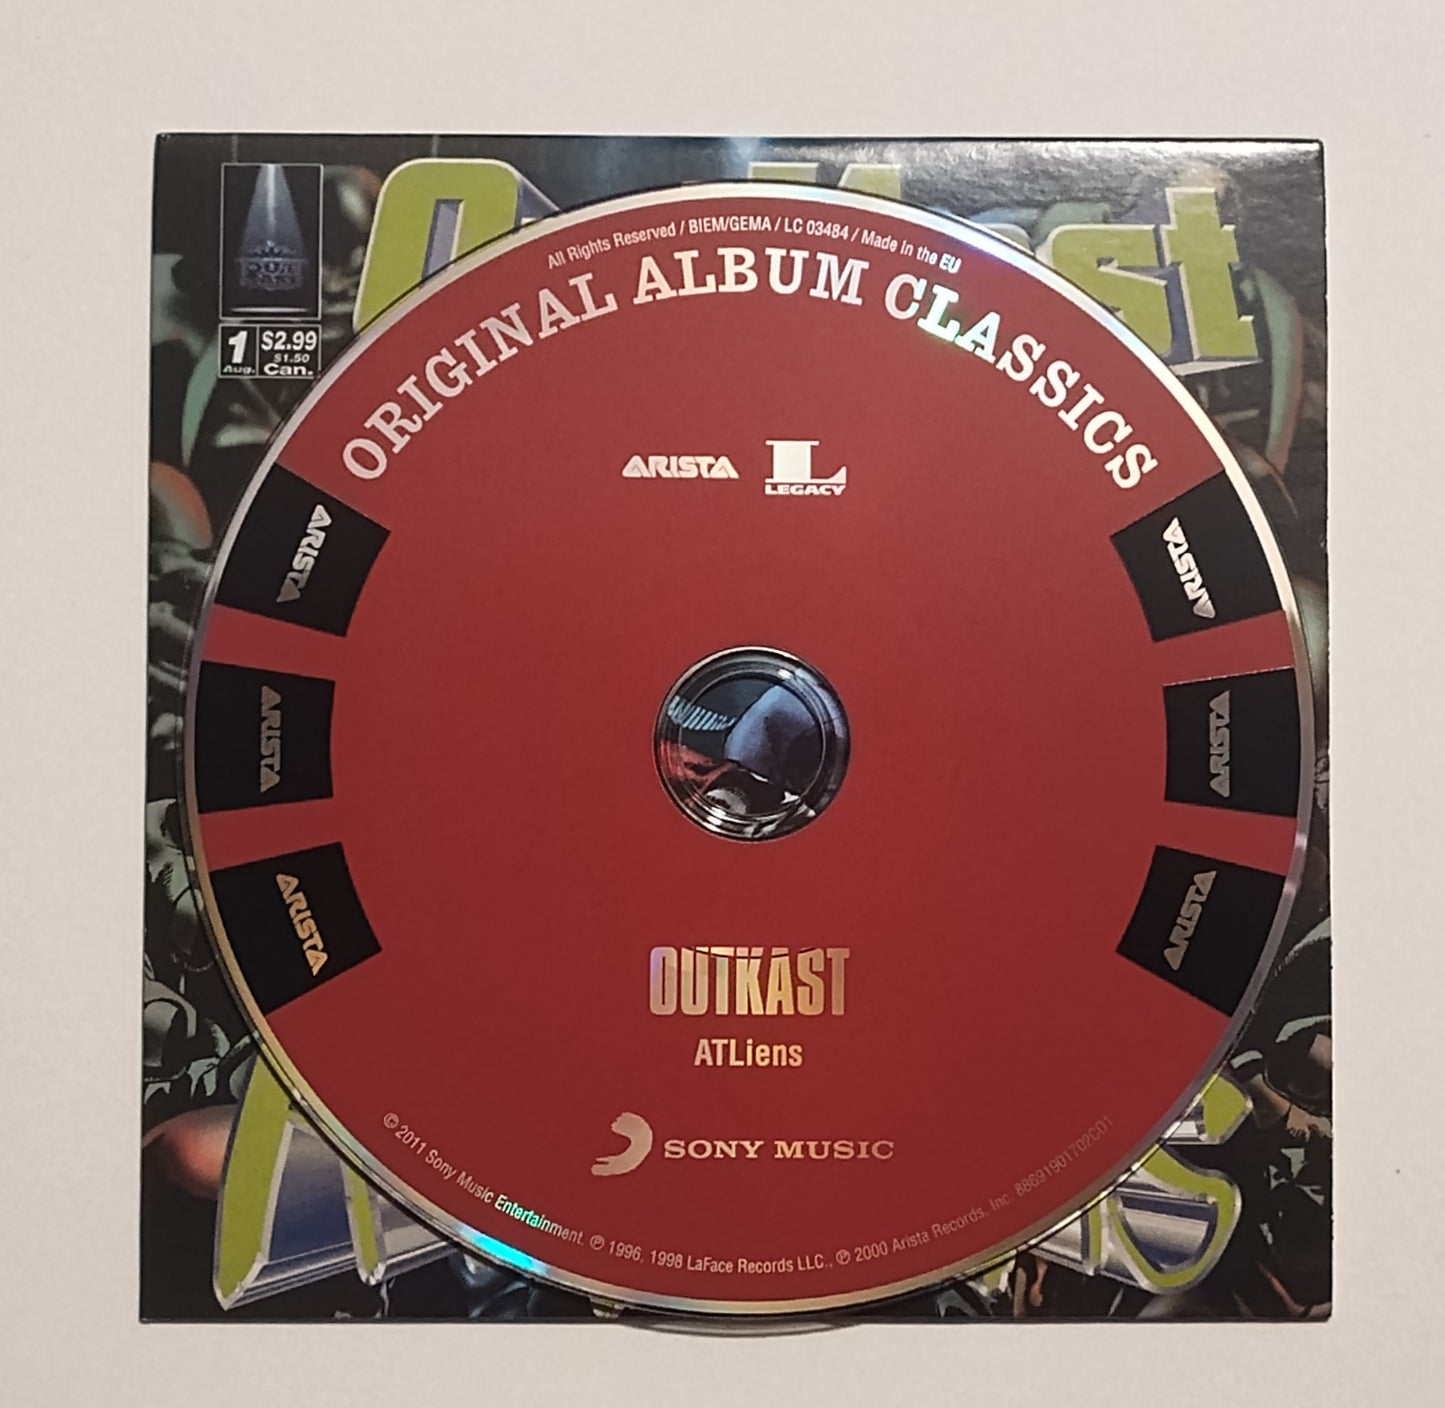 OutKast
1
Aug.
$2.99
$1.50
Can.
All Rights Reserved / BIEM/GEMA / LC 03484 / Made in the EU
ORIGINAL ALBUM CLASSICS
ARISTA
L
LEGACY
ARISTA
ARISTA
ARISTA
ARISTA
ARISTA
ARISTA
OUTKAST
ATLiens
SONY MUSIC
© 2011 Sony Music Entertainment. ℗ 1996, 1998 LaFace Records LLC., ℗ 2000 Arista Records, Inc. 88691901702C01